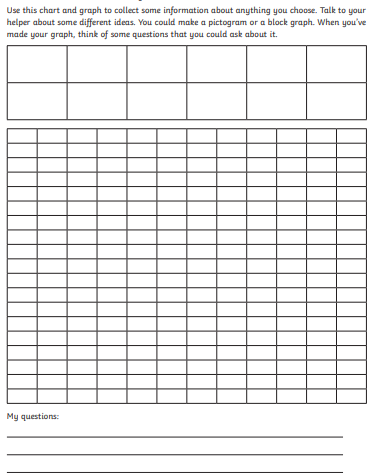 Use this chart and graph to collect some information about anything you choose. Talk to your
helper about some different ideas. You could make a pictogram or a block graph. When you've
made your graph, think of some questions that you could ask about it.
My questions: